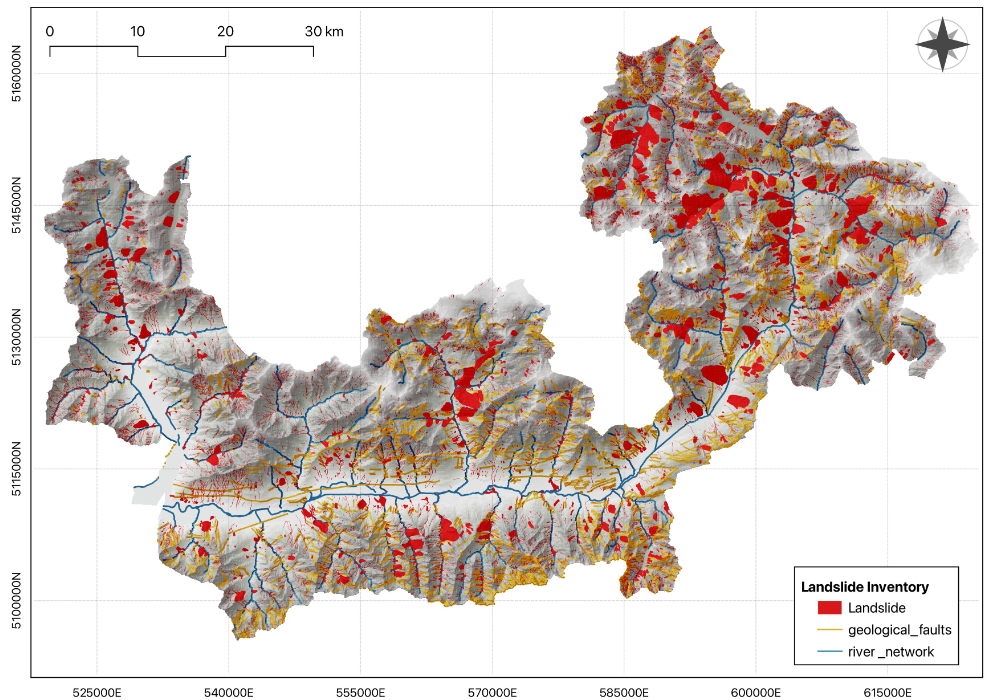 0 10 20 30 km
5160000N
5145000N
5130000N
5115000N
5100000N
Landslide Inventory
Landslide
geological_faults
river _network
525000E 540000E 555000E 570000E 585000E 600000E 615000E